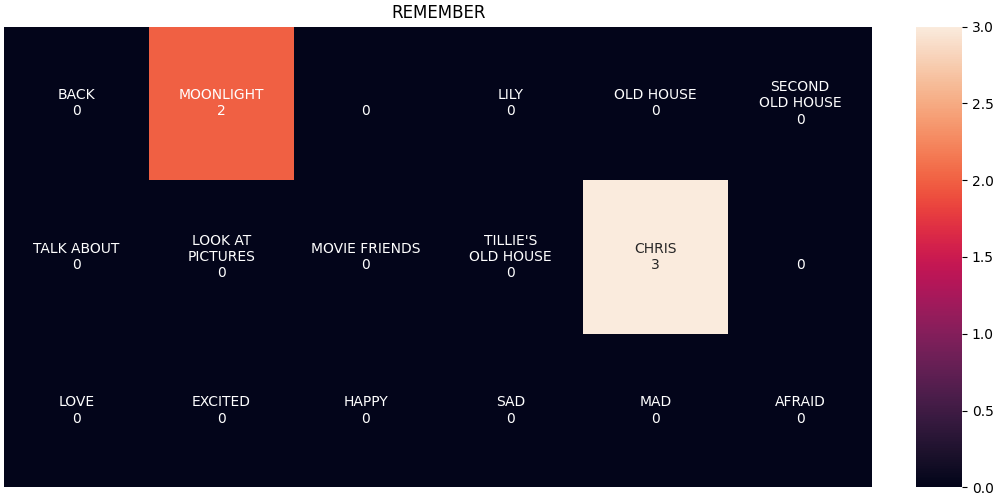 REMEMBER
BACK
0
MOONLIGHT
2
0
LILY
0
OLD HOUSE
0
SECOND
OLD HOUSE
0
TALK ABOUT
0
LOOK AT
PICTURES
0
MOVIE FRIENDS
0
TILLIE'S
OLD HOUSE
0
CHRIS
3
0
LOVE
0
EXCITED
0
HAPPY
0
SAD
0
MAD
0
AFRAID
0
3.0
2.5
2.0
1.5
1.0
0.5
0.0